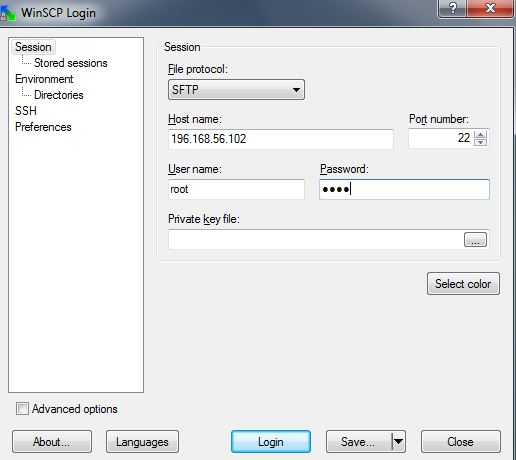 WinSCP Login
?
X
Session
Stored sessions
Environment
Directories
SSH
Preferences
Session
File protocol:
SFTP
Host name:
Port number:
196.168.56.102
22
User name:
Password:
root
●●●●
Private key file:
...
Select color
Advanced options
About...
Languages
Login
Save...
Close